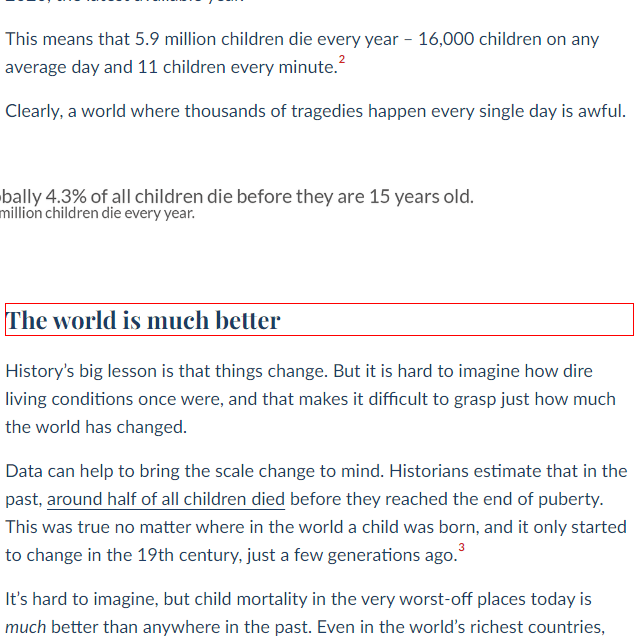 This means that 5.9 million children die every year – 16,000 children on any
average day and 11 children every minute.2
Clearly, a world where thousands of tragedies happen every single day is awful.
bally 4.3% of all children die before they are 15 years old.
million children die every year.
The world is much better
History’s big lesson is that things change. But it is hard to imagine how dire
living conditions once were, and that makes it difficult to grasp just how much
the world has changed.
Data can help to bring the scale change to mind. Historians estimate that in the
past, around half of all children died before they reached the end of puberty.
This was true no matter where in the world a child was born, and it only started
to change in the 19th century, just a few generations ago.3
It’s hard to imagine, but child mortality in the very worst-off places today is
much better than anywhere in the past. Even in the world’s richest countries,